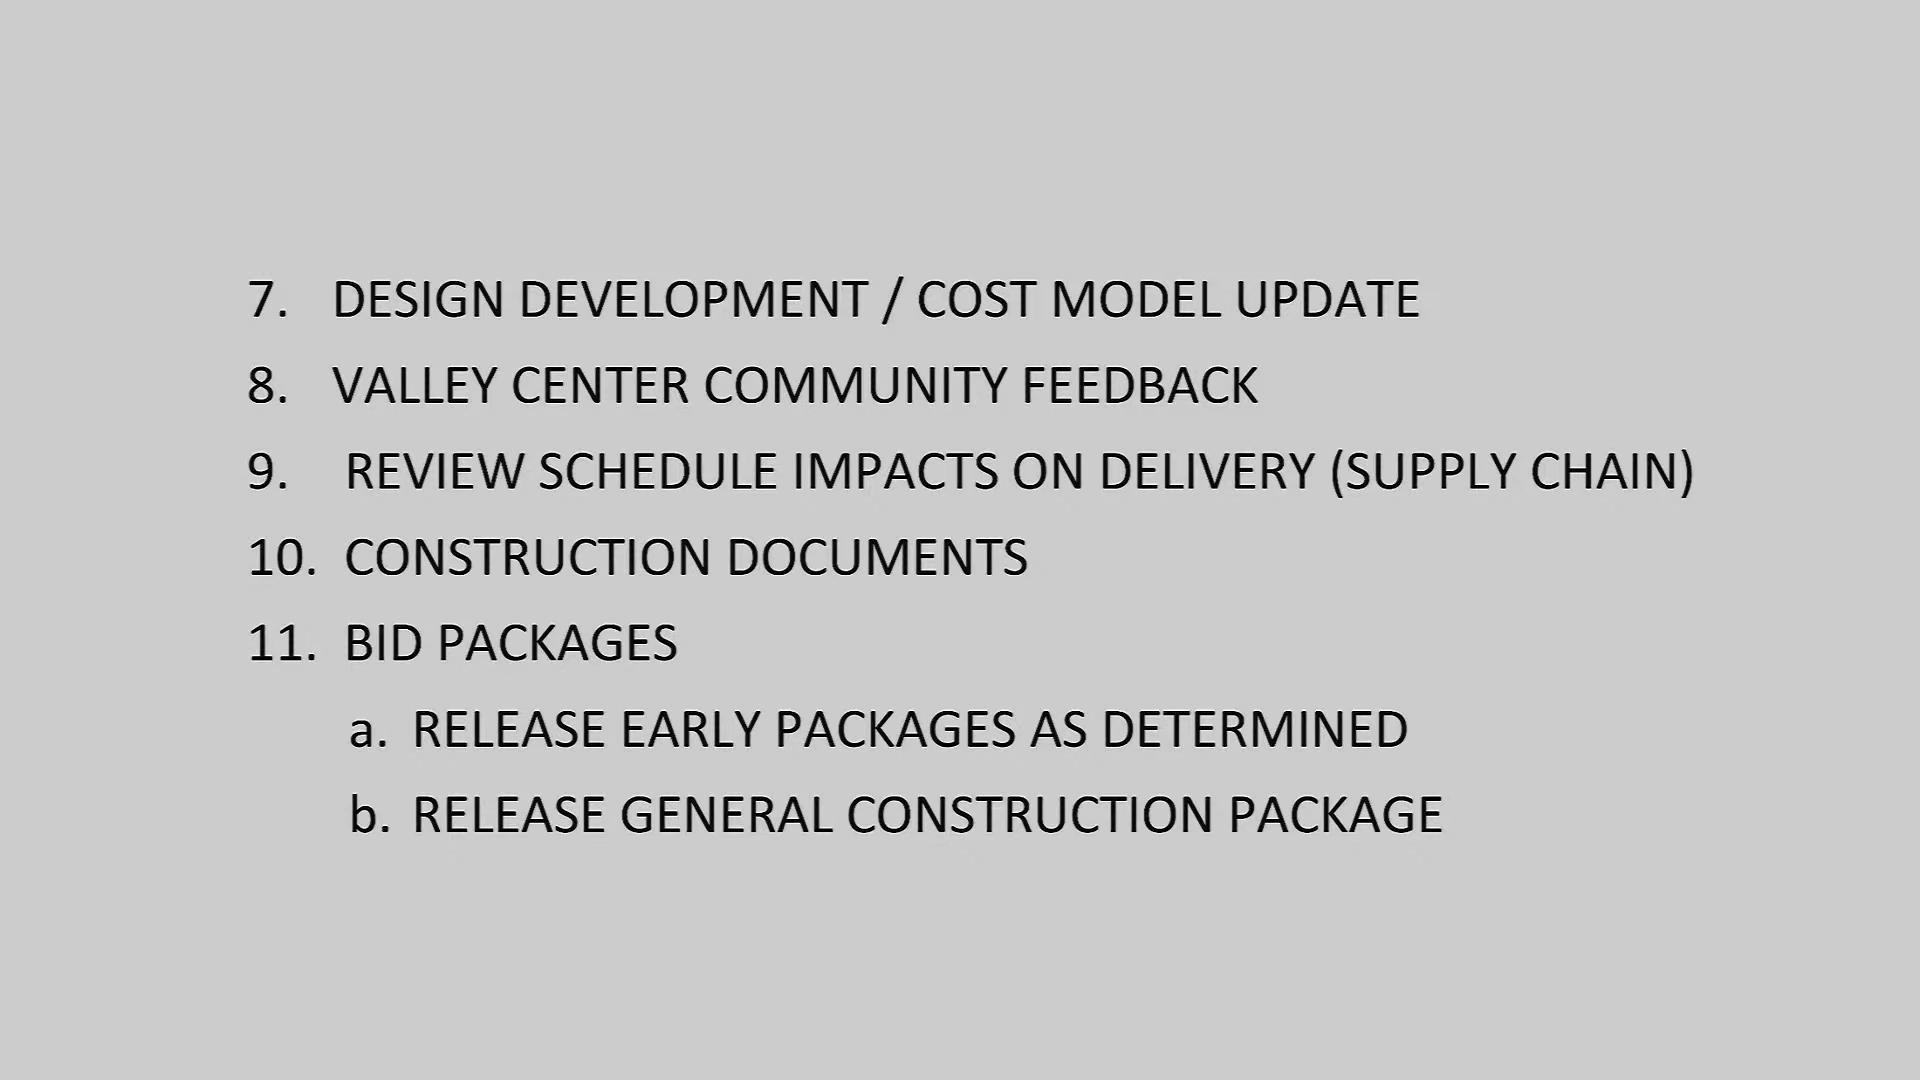 7. DESIGN DEVELOPMENT / COST MODEL UPDATE
8. VALLEY CENTER COMMUNITY FEEDBACK
9. REVIEW SCHEDULE IMPACTS ON DELIVERY (SUPPLY CHAIN)
10. CONSTRUCTION DOCUMENTS
11. BID PACKAGES
a. RELEASE EARLY PACKAGES AS DETERMINED
b. RELEASE GENERAL CONSTRUCTION PACKAGE